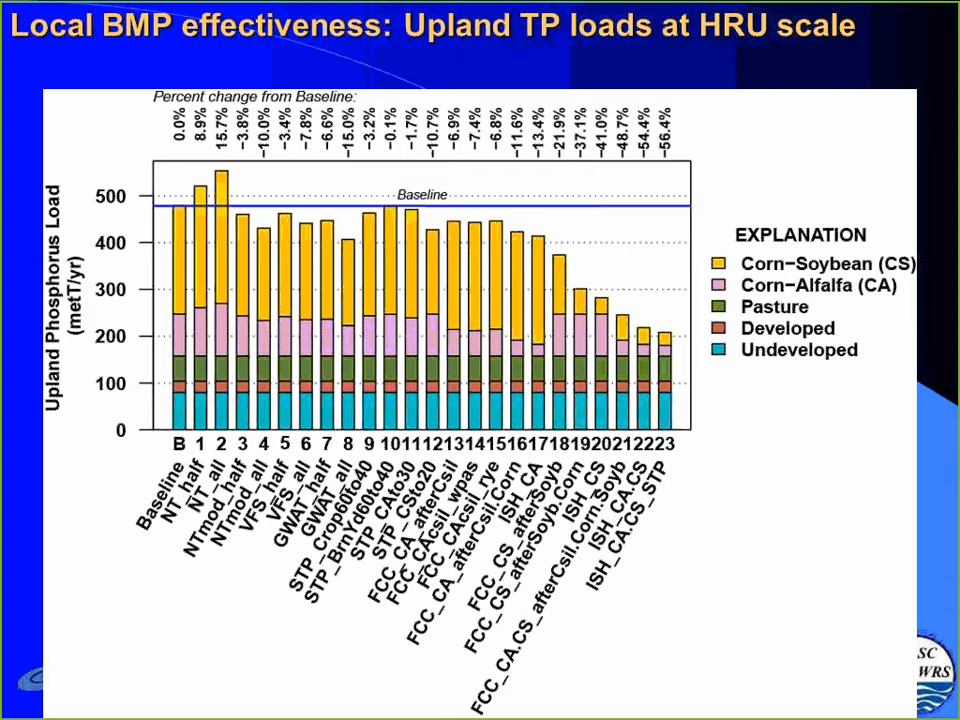 Local BMP effectiveness: Upland TP loads at HRU scale
Percent change from Baseline:
0.0%
8.9%
15.7%
−3.8%
−10.0%
−3.4%
−7.8%
−6.6%
−15.0%
−3.2%
−0.1%
−1.7%
−10.7%
−6.9%
−7.4%
−6.8%
−11.6%
−13.4%
−21.9%
−37.1%
−41.0%
−48.7%
−54.4%
−56.4%
Upland Phosphorus Load
(metT/yr)
500
400
300
200
100
0
Baseline
EXPLANATION
Corn−Soybean (CS)
Corn−Alfalfa (CA)
Pasture
Developed
Undeveloped
B 1 2 3 4 5 6 7 8 9 10 11 12 13 14 15 16 17 18 19 20 21 22 23
Baseline
NT_half
NT_all
NTmod_half
NTmod_all
VFS_half
VFS_all
GWAT_half
GWAT_all
STP_Crop60to40
STP_BrnYd60to40
STP_CAto30
STP_CSto20
FCC_CA_afterCsil
FCC_CAcsil_wpas
FCC_CAcsil_rye
FCC_CA_afterCsil.Corn
ISH_CA
FCC_CS_afterSoyb
FCC_CS_afterSoyb.Corn
ISH_CS
FCC_CA.CS_afterCsil.corn.Soyb
ISH_CA.CS
ISH_CA.CS_STP
SC
WRS